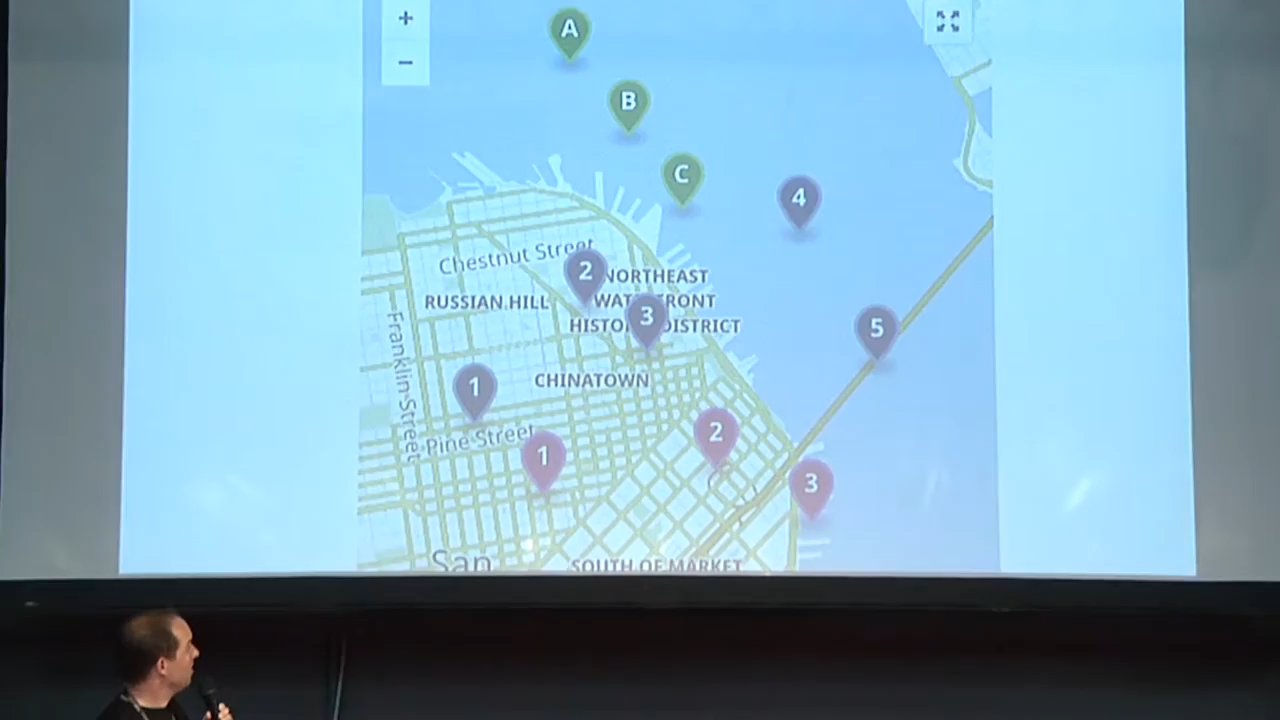 +
−
A
B
C
4
Chestnut Street
2
NORTHEAST
WATERFRONT
HISTORIC DISTRICT
RUSSIAN HILL
3
5
Franklin Street
CHINATOWN
1
Pine Street
2
1
3
San
SOUTH OF MARKET